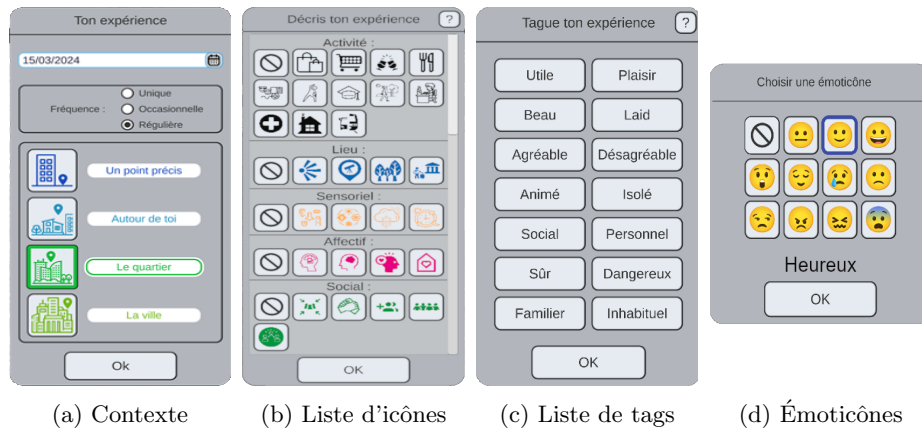 Ton expérience
15/03/2024
Fréquence :
Unique
Occasionnelle
Régulière
Un point précis
Autour de toi
Le quartier
La ville
Ok
(a) Contexte
Décris ton expérience ?
Activité :
Lieu :
Sensoriel :
Affectif :
Social :
OK
(b) Liste d'icônes
Tague ton expérience ?
Utile Plaisir
Beau Laid
Agréable Désagréable
Animé Isolé
Social Personnel
Sûr Dangereux
Familier Inhabituel
OK
(c) Liste de tags
Choisir une émoticône
Heureux
OK
(d) Émoticônes